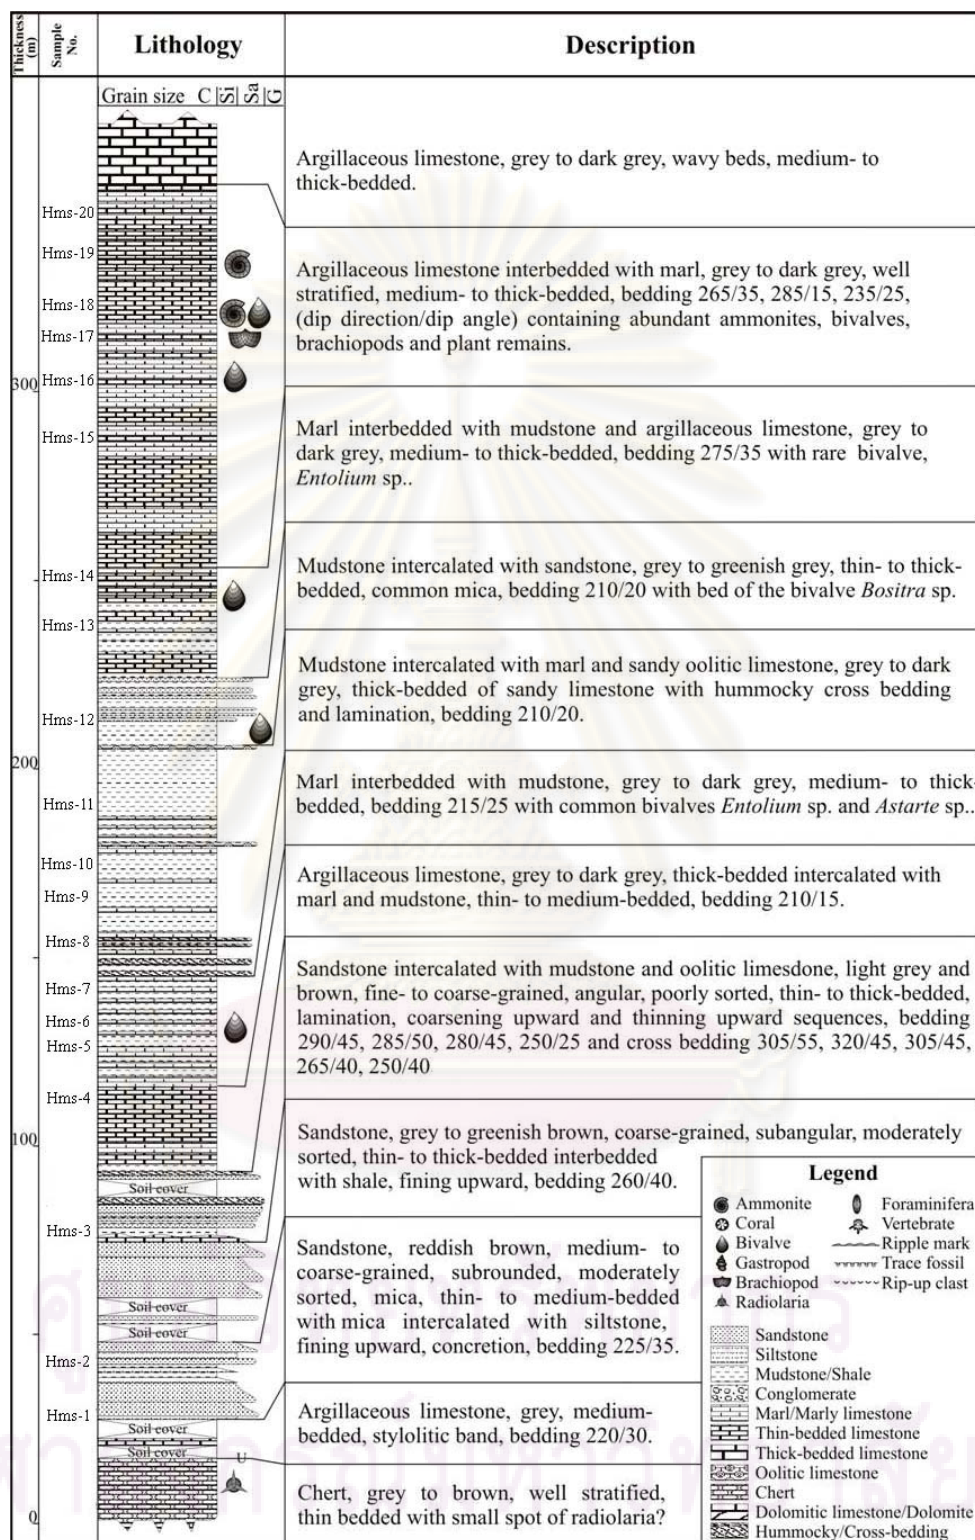 Thickness (m)
Sample No.
Lithology
Description
Grain size C Si Sa G
Argillaceous limestone, grey to dark grey, wavy beds, medium- to
thick-bedded.
Hms-20
Hms-19
Argillaceous limestone interbedded with marl, grey to dark grey, well
stratified, medium- to thick-bedded, bedding 265/35, 285/15, 235/25,
(dip direction/dip angle) containing abundant ammonites, bivalves,
brachiopods and plant remains.
Hms-18
Hms-17
300
Hms-16
Hms-15
Marl interbedded with mudstone and argillaceous limestone, grey to
dark grey, medium- to thick-bedded, bedding 275/35 with rare bivalve,
Entolium sp..
Hms-14
Mudstone intercalated with sandstone, grey to greenish grey, thin- to thick-
bedded, common mica, bedding 210/20 with bed of the bivalve Bositra sp.
Hms-13
Mudstone intercalated with marl and sandy oolitic limestone, grey to dark
grey, thick-bedded of sandy limestone with hummocky cross bedding
and lamination, bedding 210/20.
Hms-12
200
Marl interbedded with mudstone, grey to dark grey, medium- to thick-
bedded, bedding 215/25 with common bivalves Entolium sp. and Astarte sp..
Hms-11
Hms-10
Hms-9
Argillaceous limestone, grey to dark grey, thick-bedded intercalated with
marl and mudstone, thin- to medium-bedded, bedding 210/15.
Hms-8
Hms-7
Hms-6
Hms-5
Sandstone intercalated with mudstone and oolitic limesdone, light grey and
brown, fine- to coarse-grained, angular, poorly sorted, thin- to thick-bedded,
lamination, coarsening upward and thinning upward sequences, bedding
290/45, 285/50, 280/45, 250/25 and cross bedding 305/55, 320/45, 305/45,
265/40, 250/40
Hms-4
100
Sandstone, grey to greenish brown, coarse-grained, subangular, moderately
sorted, thin- to thick-bedded interbedded
with shale, fining upward, bedding 260/40.
Soil cover
Hms-3
Sandstone, reddish brown, medium- to
coarse-grained, subrounded, moderately
sorted, mica, thin- to medium-bedded
with mica intercalated with siltstone,
fining upward, concretion, bedding 225/35.
Soil cover
Soil cover
Hms-2
Hms-1
Soil cover
Argillaceous limestone, grey, medium-
bedded, stylolitic band, bedding 220/30.
Soil cover
U
Chert, grey to brown, well stratified,
thin bedded with small spot of radiolaria?
0
Legend
Ammonite
Coral
Bivalve
Gastropod
Brachiopod
Radiolaria
Foraminifera
Vertebrate
Ripple mark
Trace fossil
Rip-up clast
Sandstone
Siltstone
Mudstone/Shale
Conglomerate
Marl/Marly limestone
Thin-bedded limestone
Thick-bedded limestone
Oolitic limestone
Chert
Dolomitic limestone/Dolomite
Hummocky/Cross-bedding